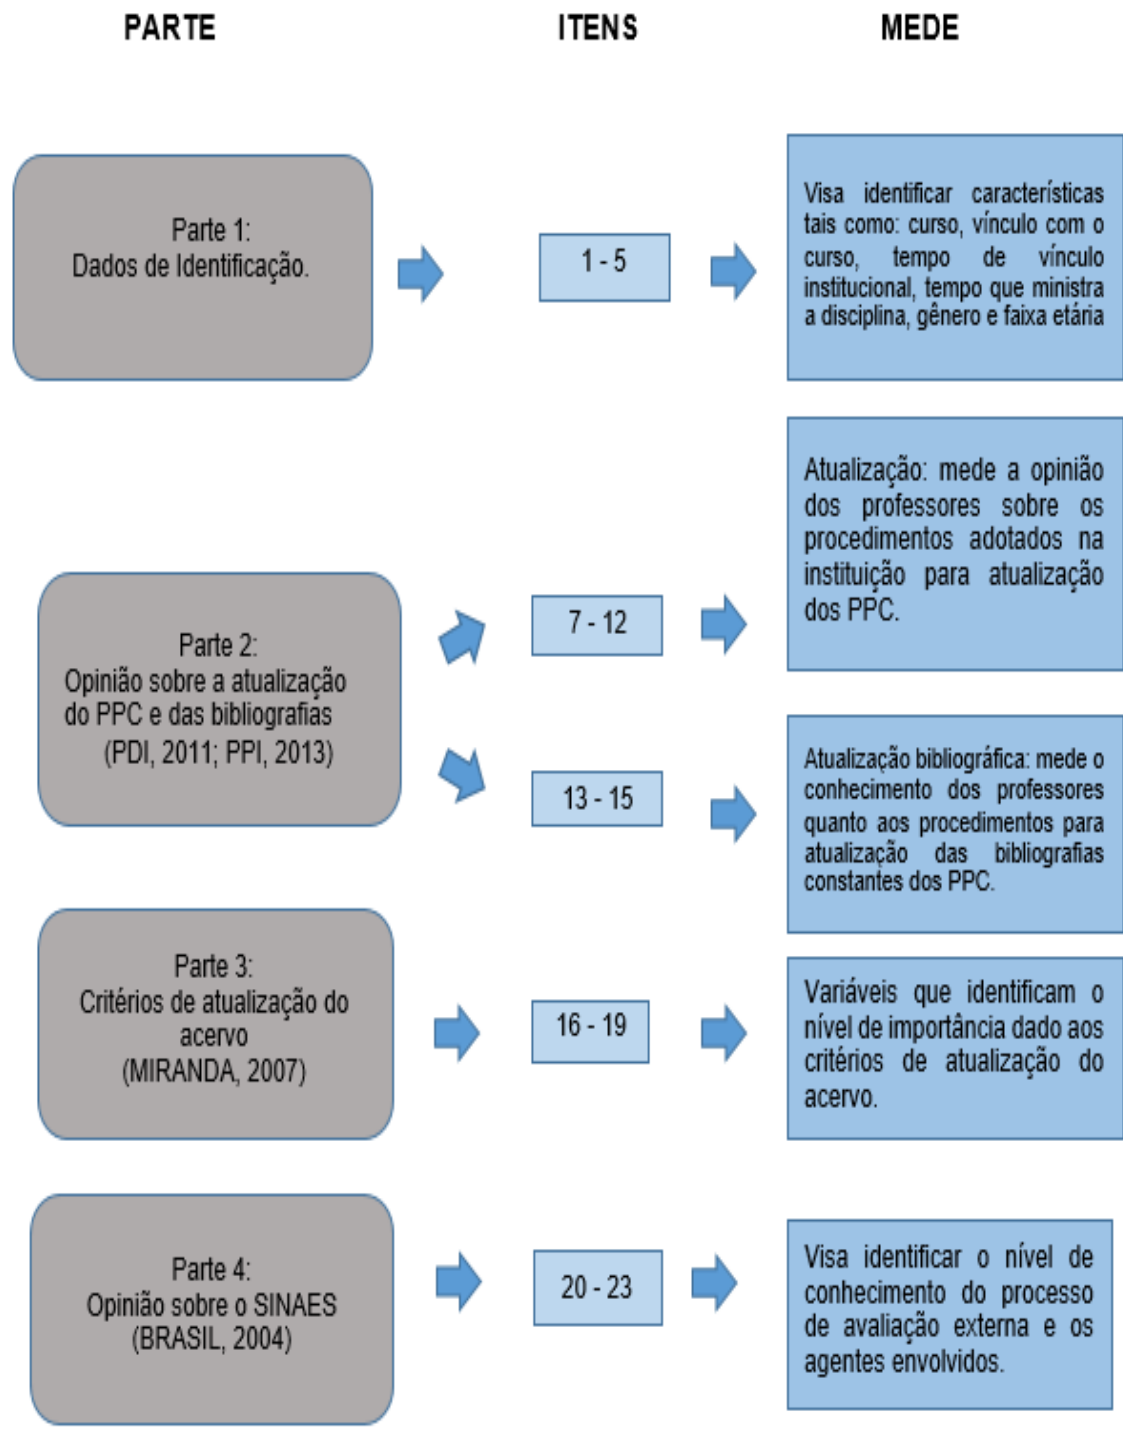 PARTE ITENS MEDE
Parte 1:
Dados de Identificação.
1 - 5
Visa identificar características
tais como: curso, vínculo com o
curso, tempo de vínculo
institucional, tempo que ministra
a disciplina, gênero e faixa etária
Parte 2:
Opinião sobre a atualização
do PPC e das bibliografias
(PDI, 2011; PPI, 2013)
7 - 12
Atualização: mede a opinião
dos professores sobre os
procedimentos adotados na
instituição para atualização
dos PPC.
13 - 15
Atualização bibliográfica: mede o
conhecimento dos professores
quanto aos procedimentos para
atualização das bibliografias
constantes dos PPC.
Parte 3:
Critérios de atualização do
acervo
(MIRANDA, 2007)
16 - 19
Variáveis que identificam o
nível de importância dado aos
critérios de atualização do
acervo.
Parte 4:
Opinião sobre o SINAES
(BRASIL, 2004)
20 - 23
Visa identificar o nível de
conhecimento do processo
de avaliação externa e os
agentes envolvidos.